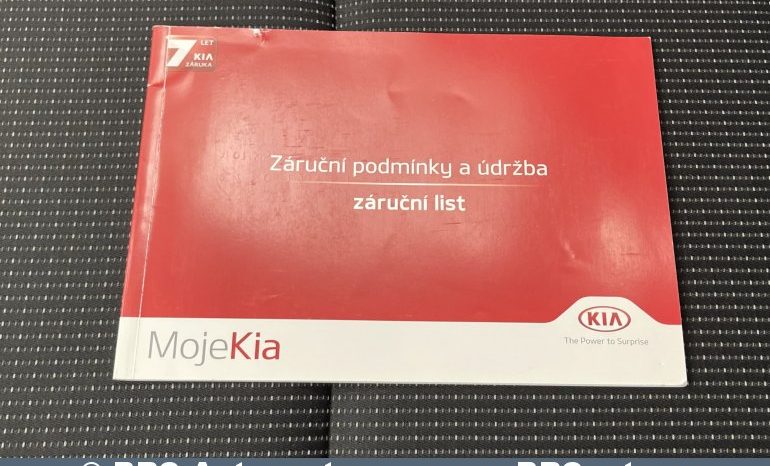 7 LET
KIA
ZÁRUKA
Záruční podmínky a údržba
záruční list
MojeKia
KIA
The Power to Surprise